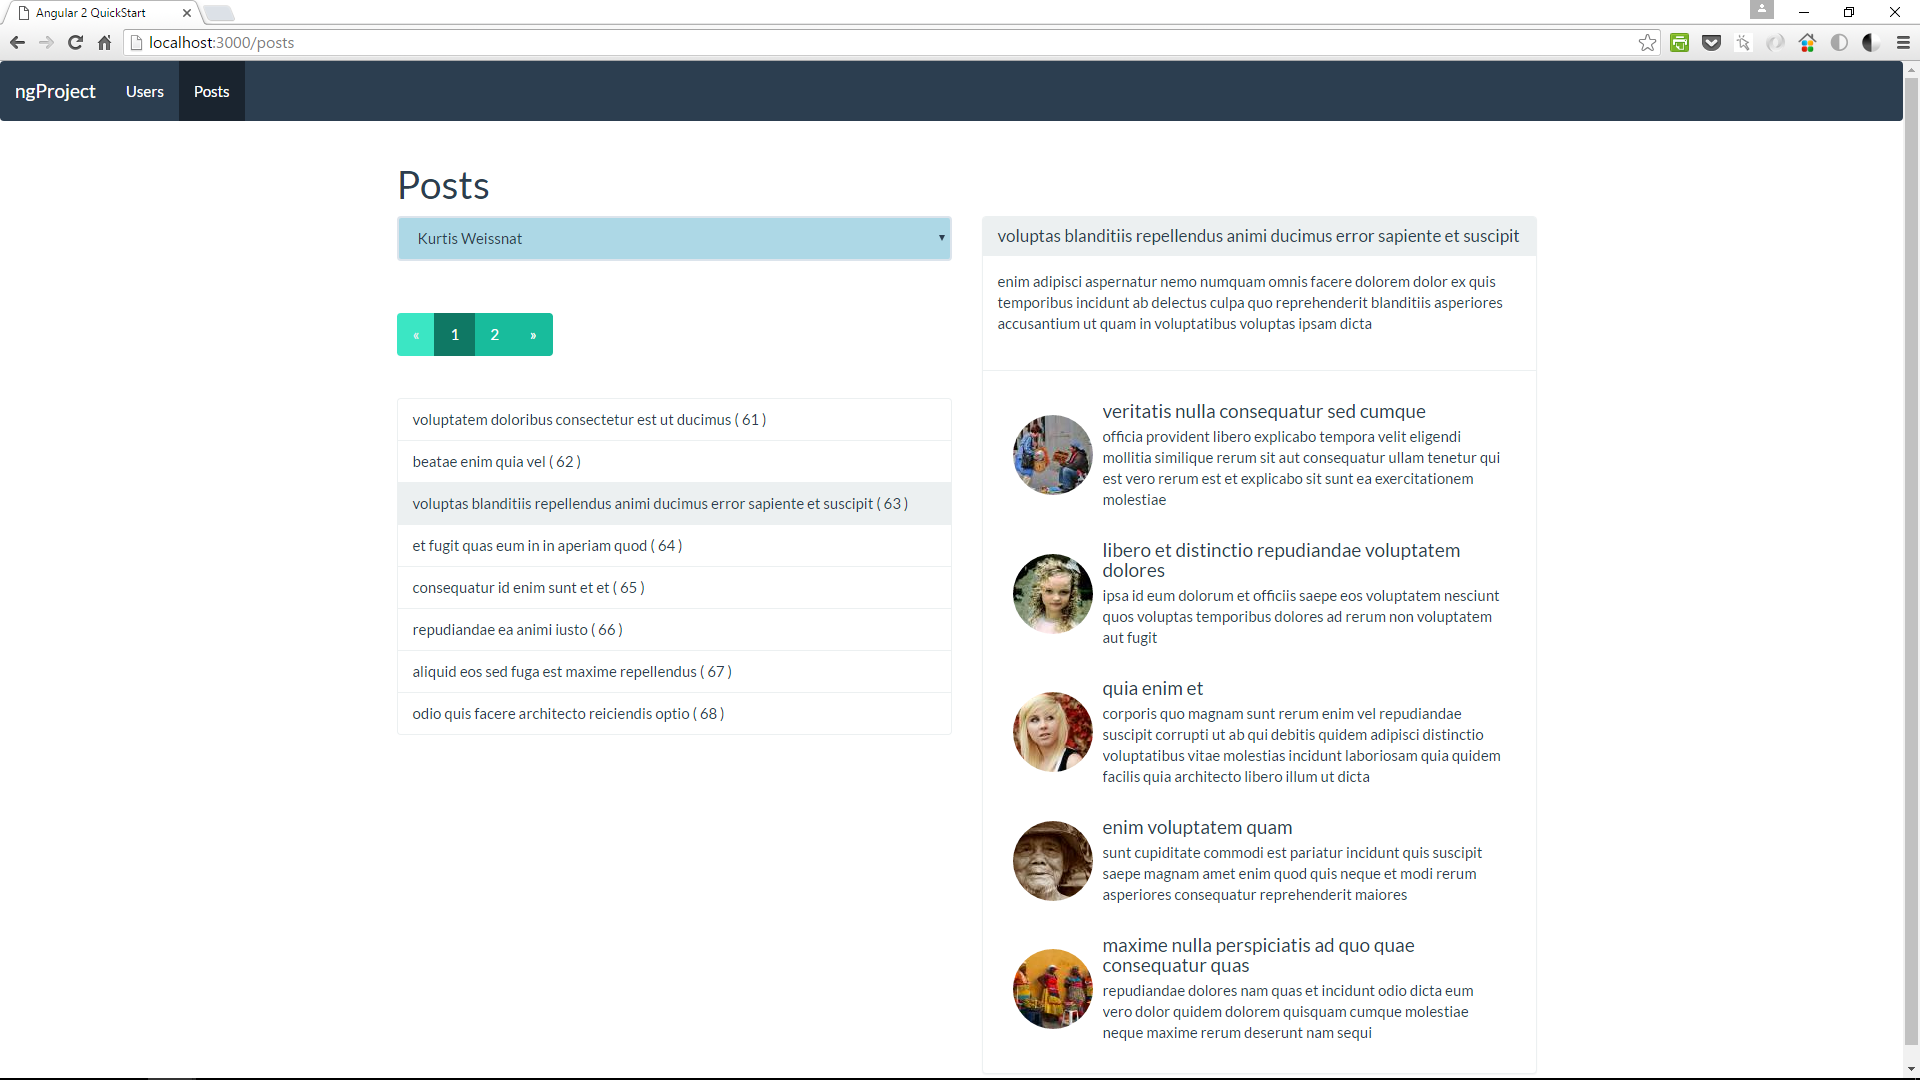 Angular 2 QuickStart
localhost:3000/posts
ngProject
Users
Posts
Posts
Kurtis Weissnat
« 1 2 »
voluptatem doloribus consectetur est ut ducimus ( 61 )
beatae enim quia vel ( 62 )
voluptas blanditiis repellendus animi ducimus error sapiente et suscipit ( 63 )
et fugit quas eum in in aperiam quod ( 64 )
consequatur id enim sunt et et ( 65 )
repudiandae ea animi iusto ( 66 )
aliquid eos sed fuga est maxime repellendus ( 67 )
odio quis facere architecto reiciendis optio ( 68 )
voluptas blanditiis repellendus animi ducimus error sapiente et suscipit
enim adipisci aspernatur nemo numquam omnis facere dolorem dolor ex quis
temporibus incidunt ab delectus culpa quo reprehenderit blanditiis asperiores
accusantium ut quam in voluptatibus voluptas ipsam dicta
veritatis nulla consequatur sed cumque
officia provident libero explicabo tempora velit eligendi
mollitia similique rerum sit aut consequatur ullam tenetur qui
est vero rerum est et explicabo sit sunt ea exercitationem
molestiae
libero et distinctio repudiandae voluptatem
dolores
ipsa id eum dolorum et officiis saepe eos voluptatem nesciunt
quos voluptas temporibus dolores ad rerum non voluptatem
aut fugit
quia enim et
corporis quo magnam sunt rerum enim vel repudiandae
suscipit corrupti ut ab qui debitis quidem adipisci distinctio
voluptatibus vitae molestias incidunt laboriosam quia quidem
facilis quia architecto libero illum ut dicta
enim voluptatem quam
sunt cupiditate commodi est pariatur incidunt quis suscipit
saepe magnam amet enim quod quis neque et modi rerum
asperiores consequatur reprehenderit maiores
maxime nulla perspiciatis ad quo quae
consequatur quas
repudiandae dolores nam quas et incidunt odio dicta eum
vero dolor quidem dolorem quisquam cumque molestiae
neque maxime rerum deserunt nam sequi